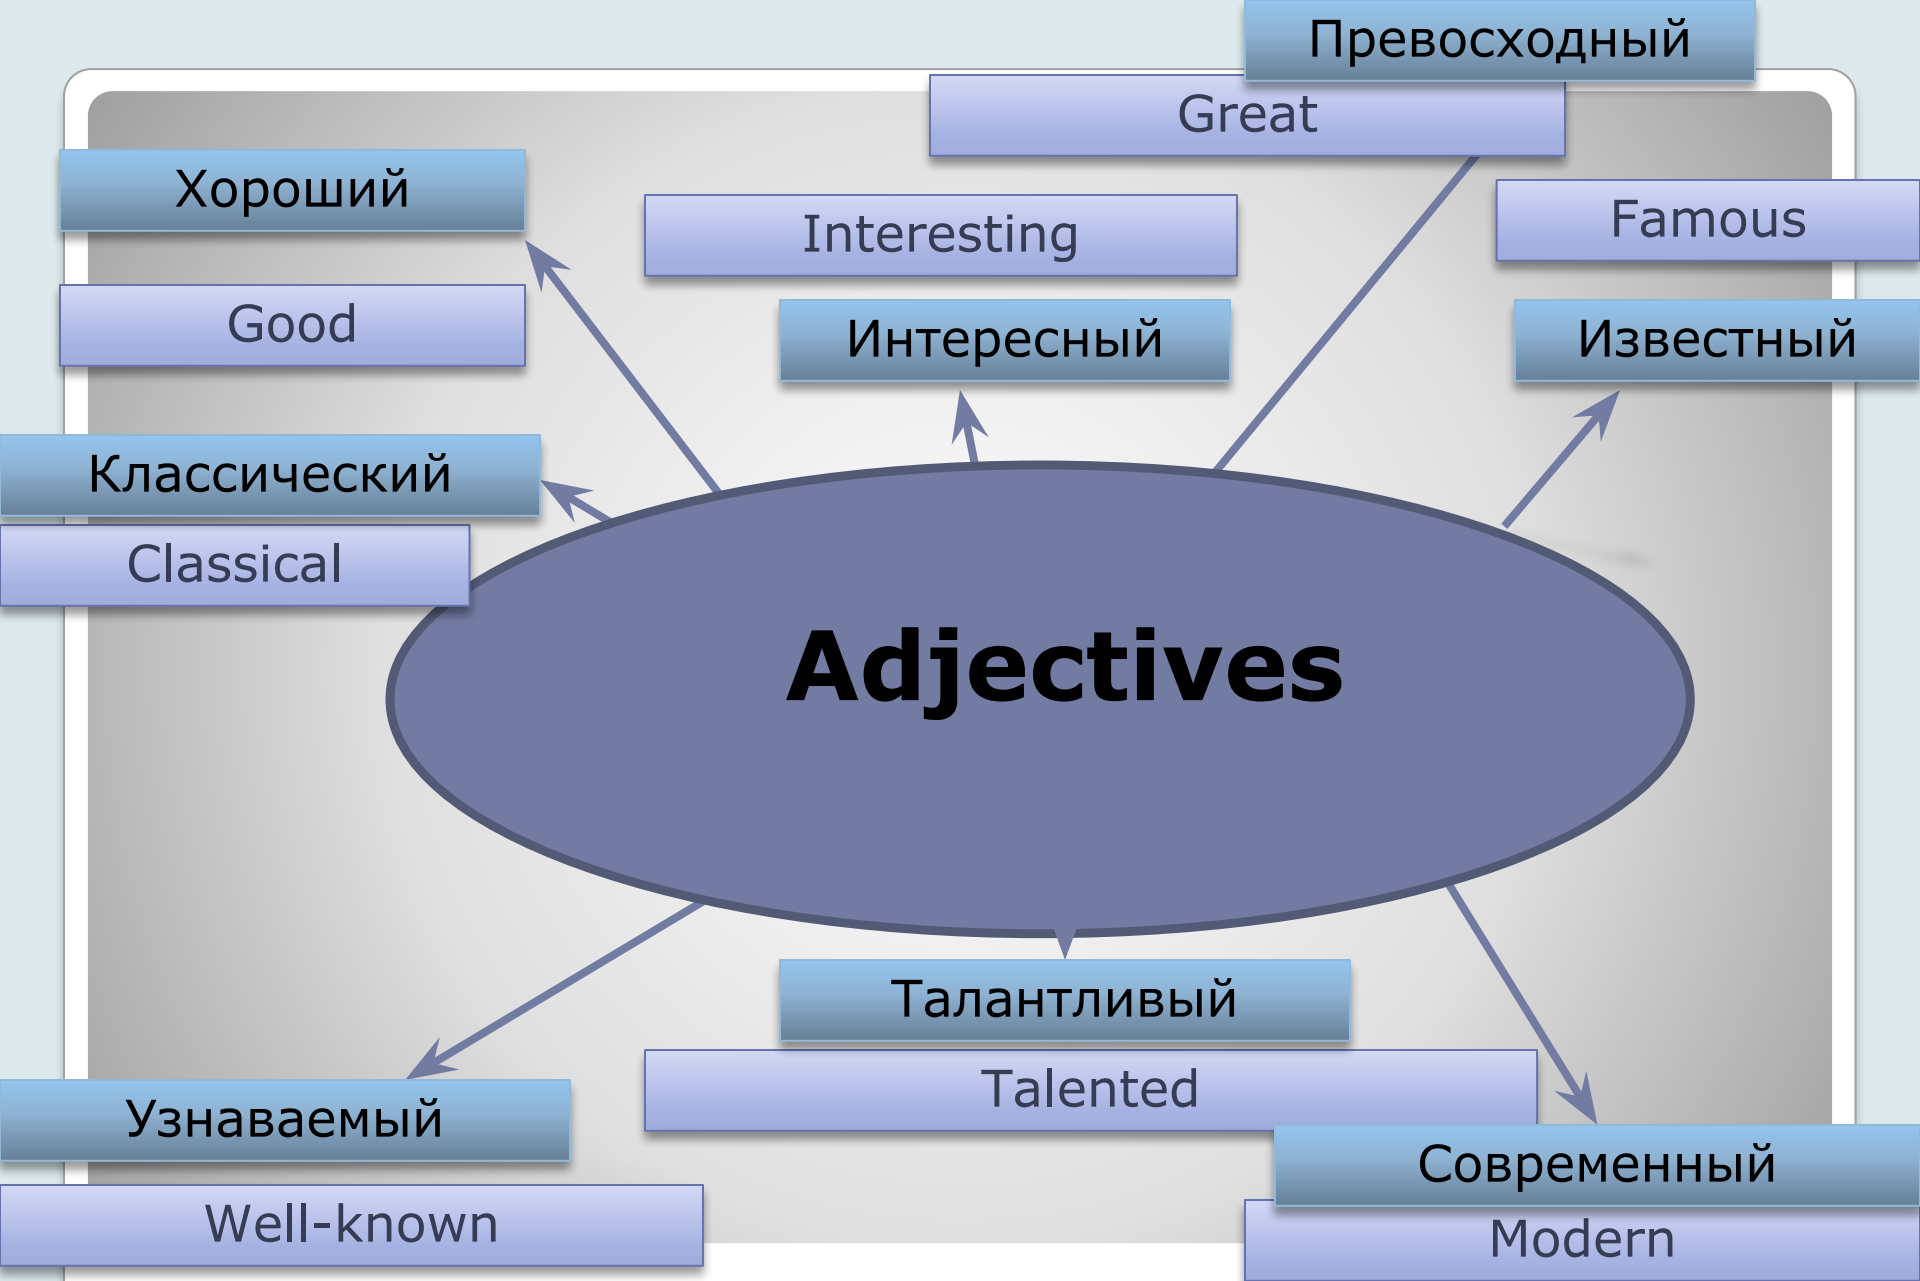 Превосходный
Great
Хороший
Famous
Interesting
Good
Интересный
Известный
Классический
Classical
Adjectives
Талантливый
Talented
Узнаваемый
Современный
Well-known
Modern